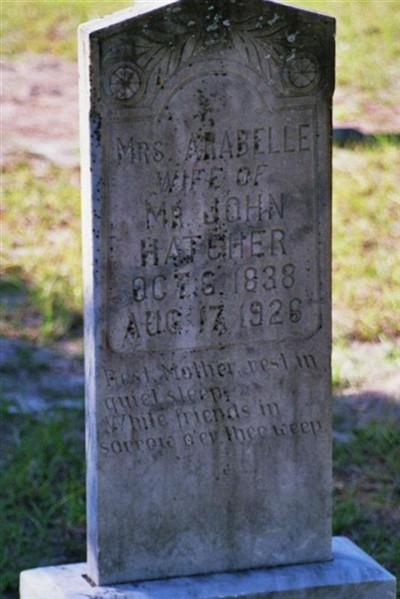 MRS. ARABELLE
WIFE OF
MR. JOHN
HATCHER
OCT. 6. 1838
AUG. 17. 1926
Rest, Mother, rest in
quiet sleep,
While friends in
sorrow o'er thee weep